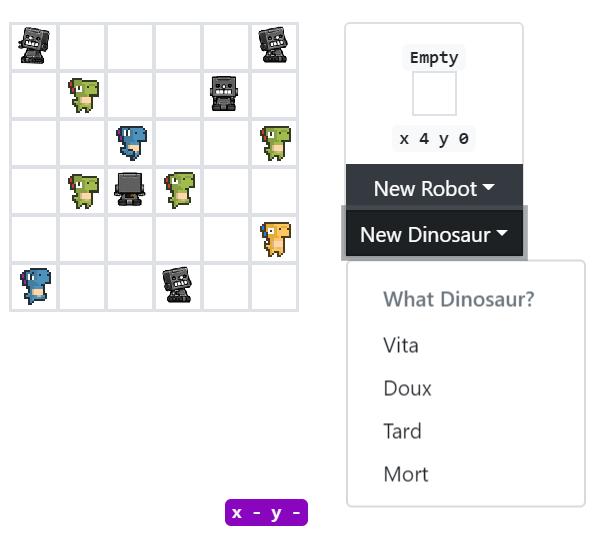 Empty
x 4 y 0
New Robot
New Dinosaur
What Dinosaur?
Vita
Doux
Tard
Mort
x - y -